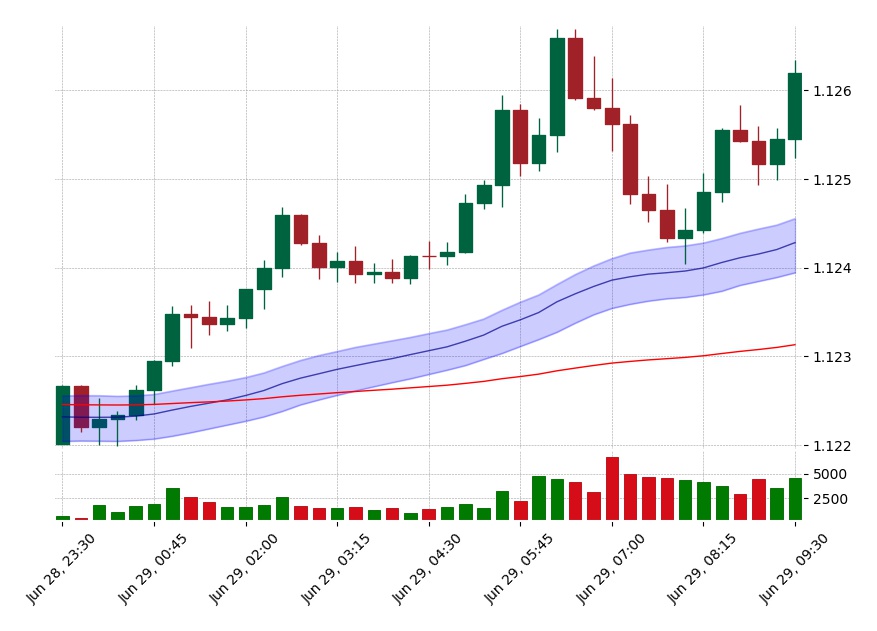 1.126
1.125
1.124
1.123
1.122
5000
2500
Jun 28, 23:30
Jun 29, 00:45
Jun 29, 02:00
Jun 29, 03:15
Jun 29, 04:30
Jun 29, 05:45
Jun 29, 07:00
Jun 29, 08:15
Jun 29, 09:30